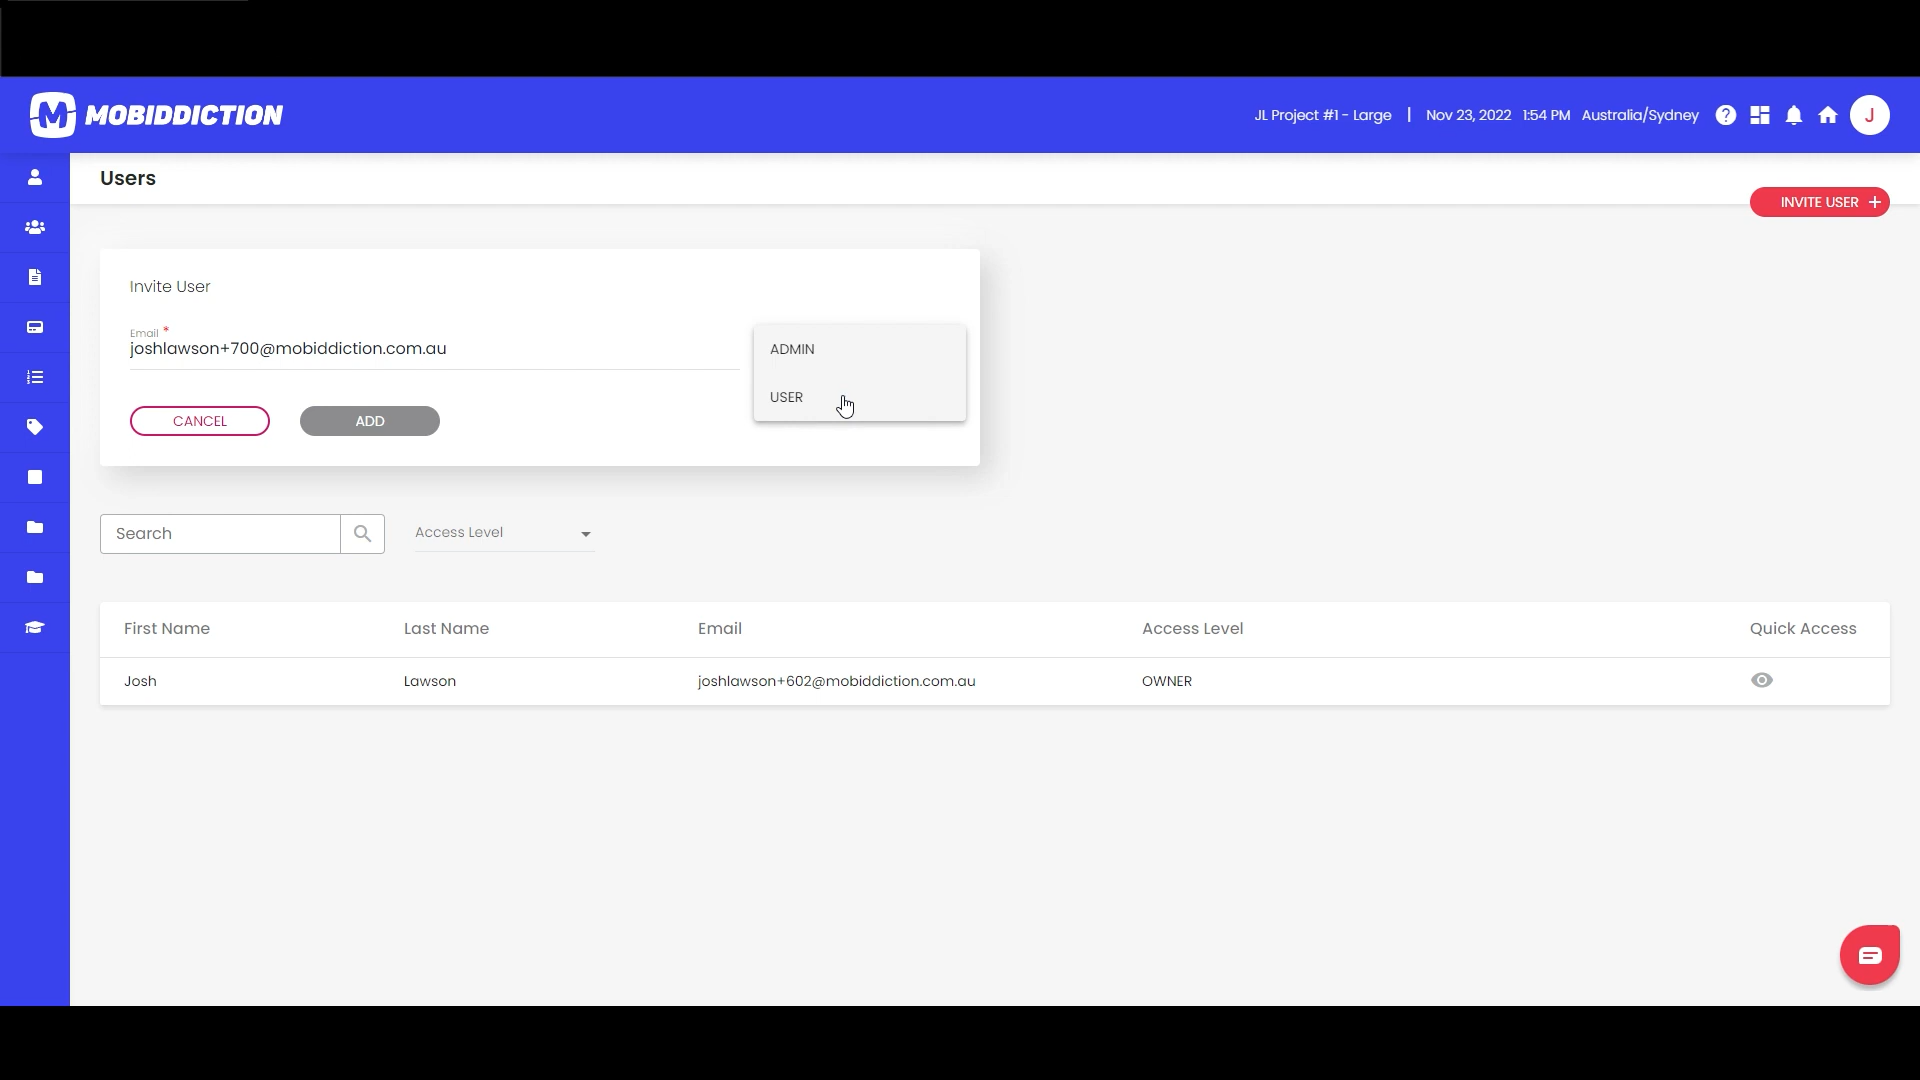 MOBIDDICTION
JL Project #1 - Large | Nov 23, 2022 1:54 PM Australia/Sydney ? J
Users
INVITE USER +
Invite User
Email *
joshlawson+700@mobiddiction.com.au
ADMIN
USER
CANCEL ADD
Search Access Level
First Name Last Name Email Access Level Quick Access
Josh Lawson joshlawson+602@mobiddiction.com.au OWNER